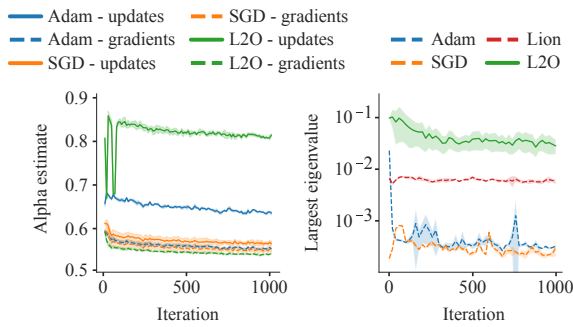 Adam - updates
Adam - gradients
SGD - updates
SGD - gradients
L2O - updates
L2O - gradients
Alpha estimate
0.9
0.8
0.7
0.6
0.5
0
500
1000
Iteration
Adam
SGD
Lion
L2O
Largest eigenvalue
10⁻¹
10⁻²
10⁻³
0
500
1000
Iteration